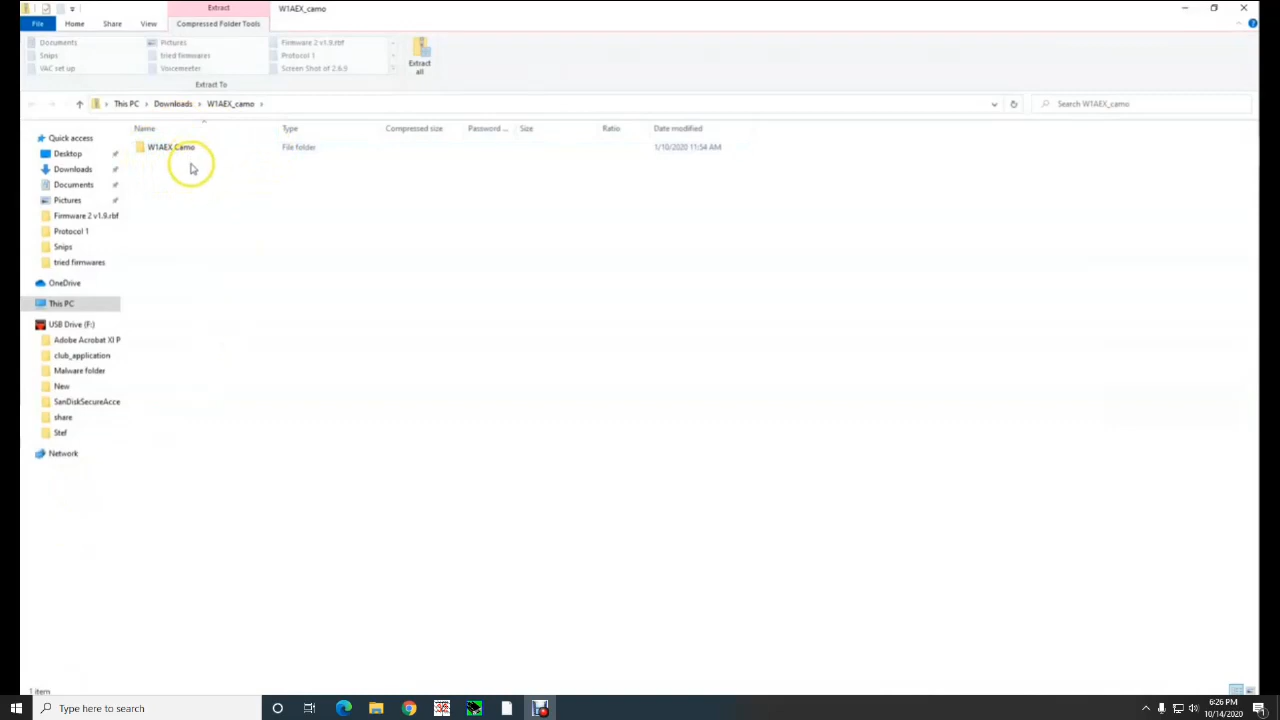 Extract
W1AEX_camo
File
Home
Share
View
Compressed Folder Tools
Documents
Pictures
Firmware 2 v1.9.rbf
Snips
tried firmwares
Protocol 1
VAC set up
Voicemeeter
Screen Shot of 2.6.9
Extract all
Extract To
This PC
Downloads
W1AEX_camo
Search W1AEX_camo
Name
Type
Compressed size
Password ...
Size
Ratio
Date modified
W1AEX Camo
File folder
1/10/2020 11:54 AM
Quick access
Desktop
Downloads
Documents
Pictures
Firmware 2 v1.9.rbf
Protocol 1
Snips
tried firmwares
OneDrive
This PC
USB Drive (F:)
Adobe Acrobat XI P
club_application
Malware folder
New
SanDiskSecureAcce
share
Stef
Network
1 item
Type here to search
6:26 PM
10/14/2020